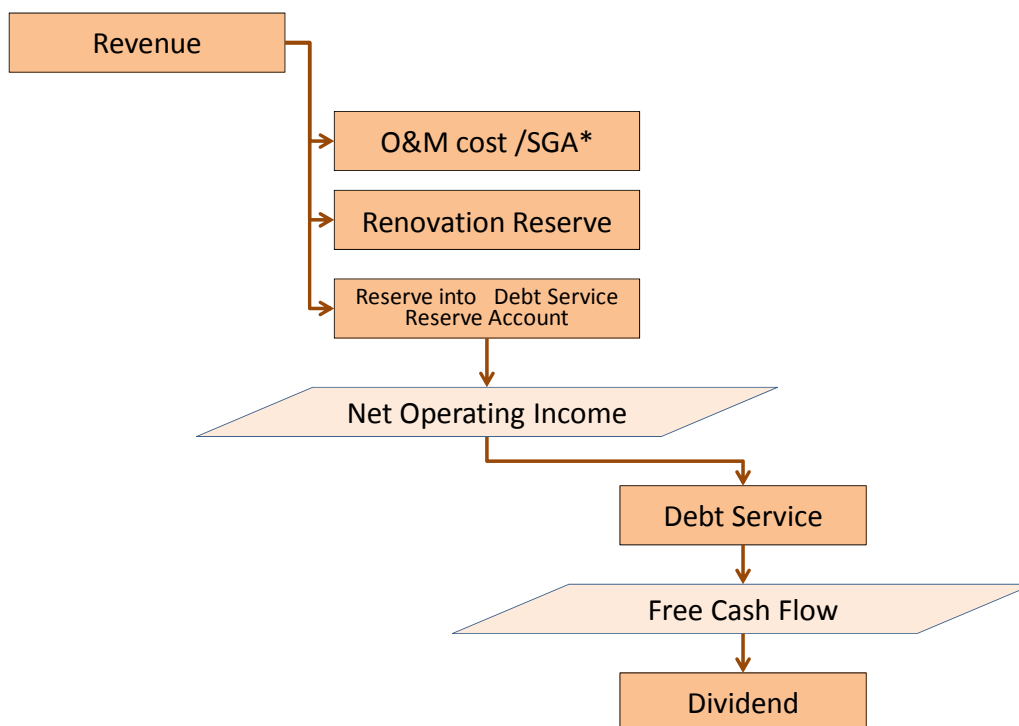 Revenue
O&M cost /SGA*
Renovation Reserve
Reserve into Debt Service
Reserve Account
Net Operating Income
Debt Service
Free Cash Flow
Dividend